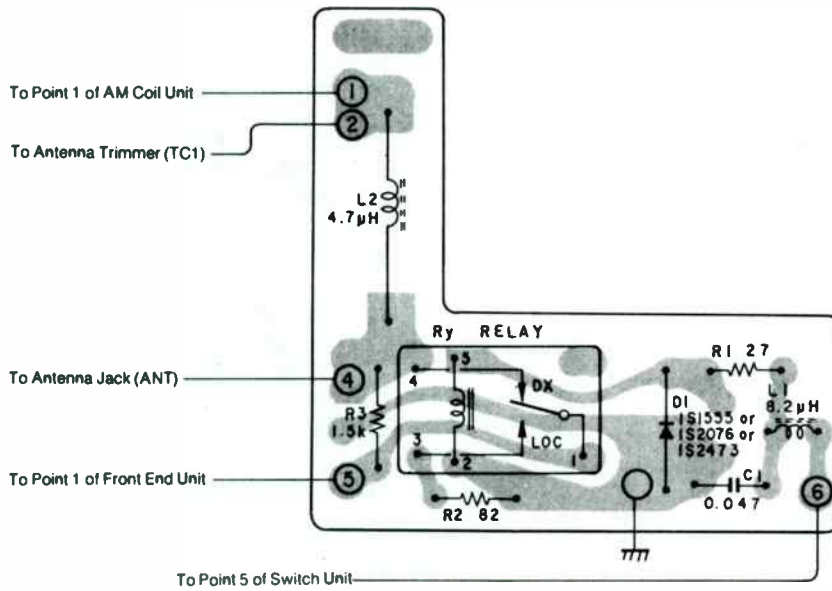 To Point 1 of AM Coil Unit
1
2
To Antenna Trimmer (TC1)
L2
4.7µH
Ry RELAY
To Antenna Jack (ANT)
4
R3
1.5k
4
5
DX
3
2
LOC
1
R1 27
L1
8.2µH
D1
1S1555 or
1S2076 or
1S2473
C1
0.047
6
To Point 1 of Front End Unit
5
R2 82
To Point 5 of Switch Unit